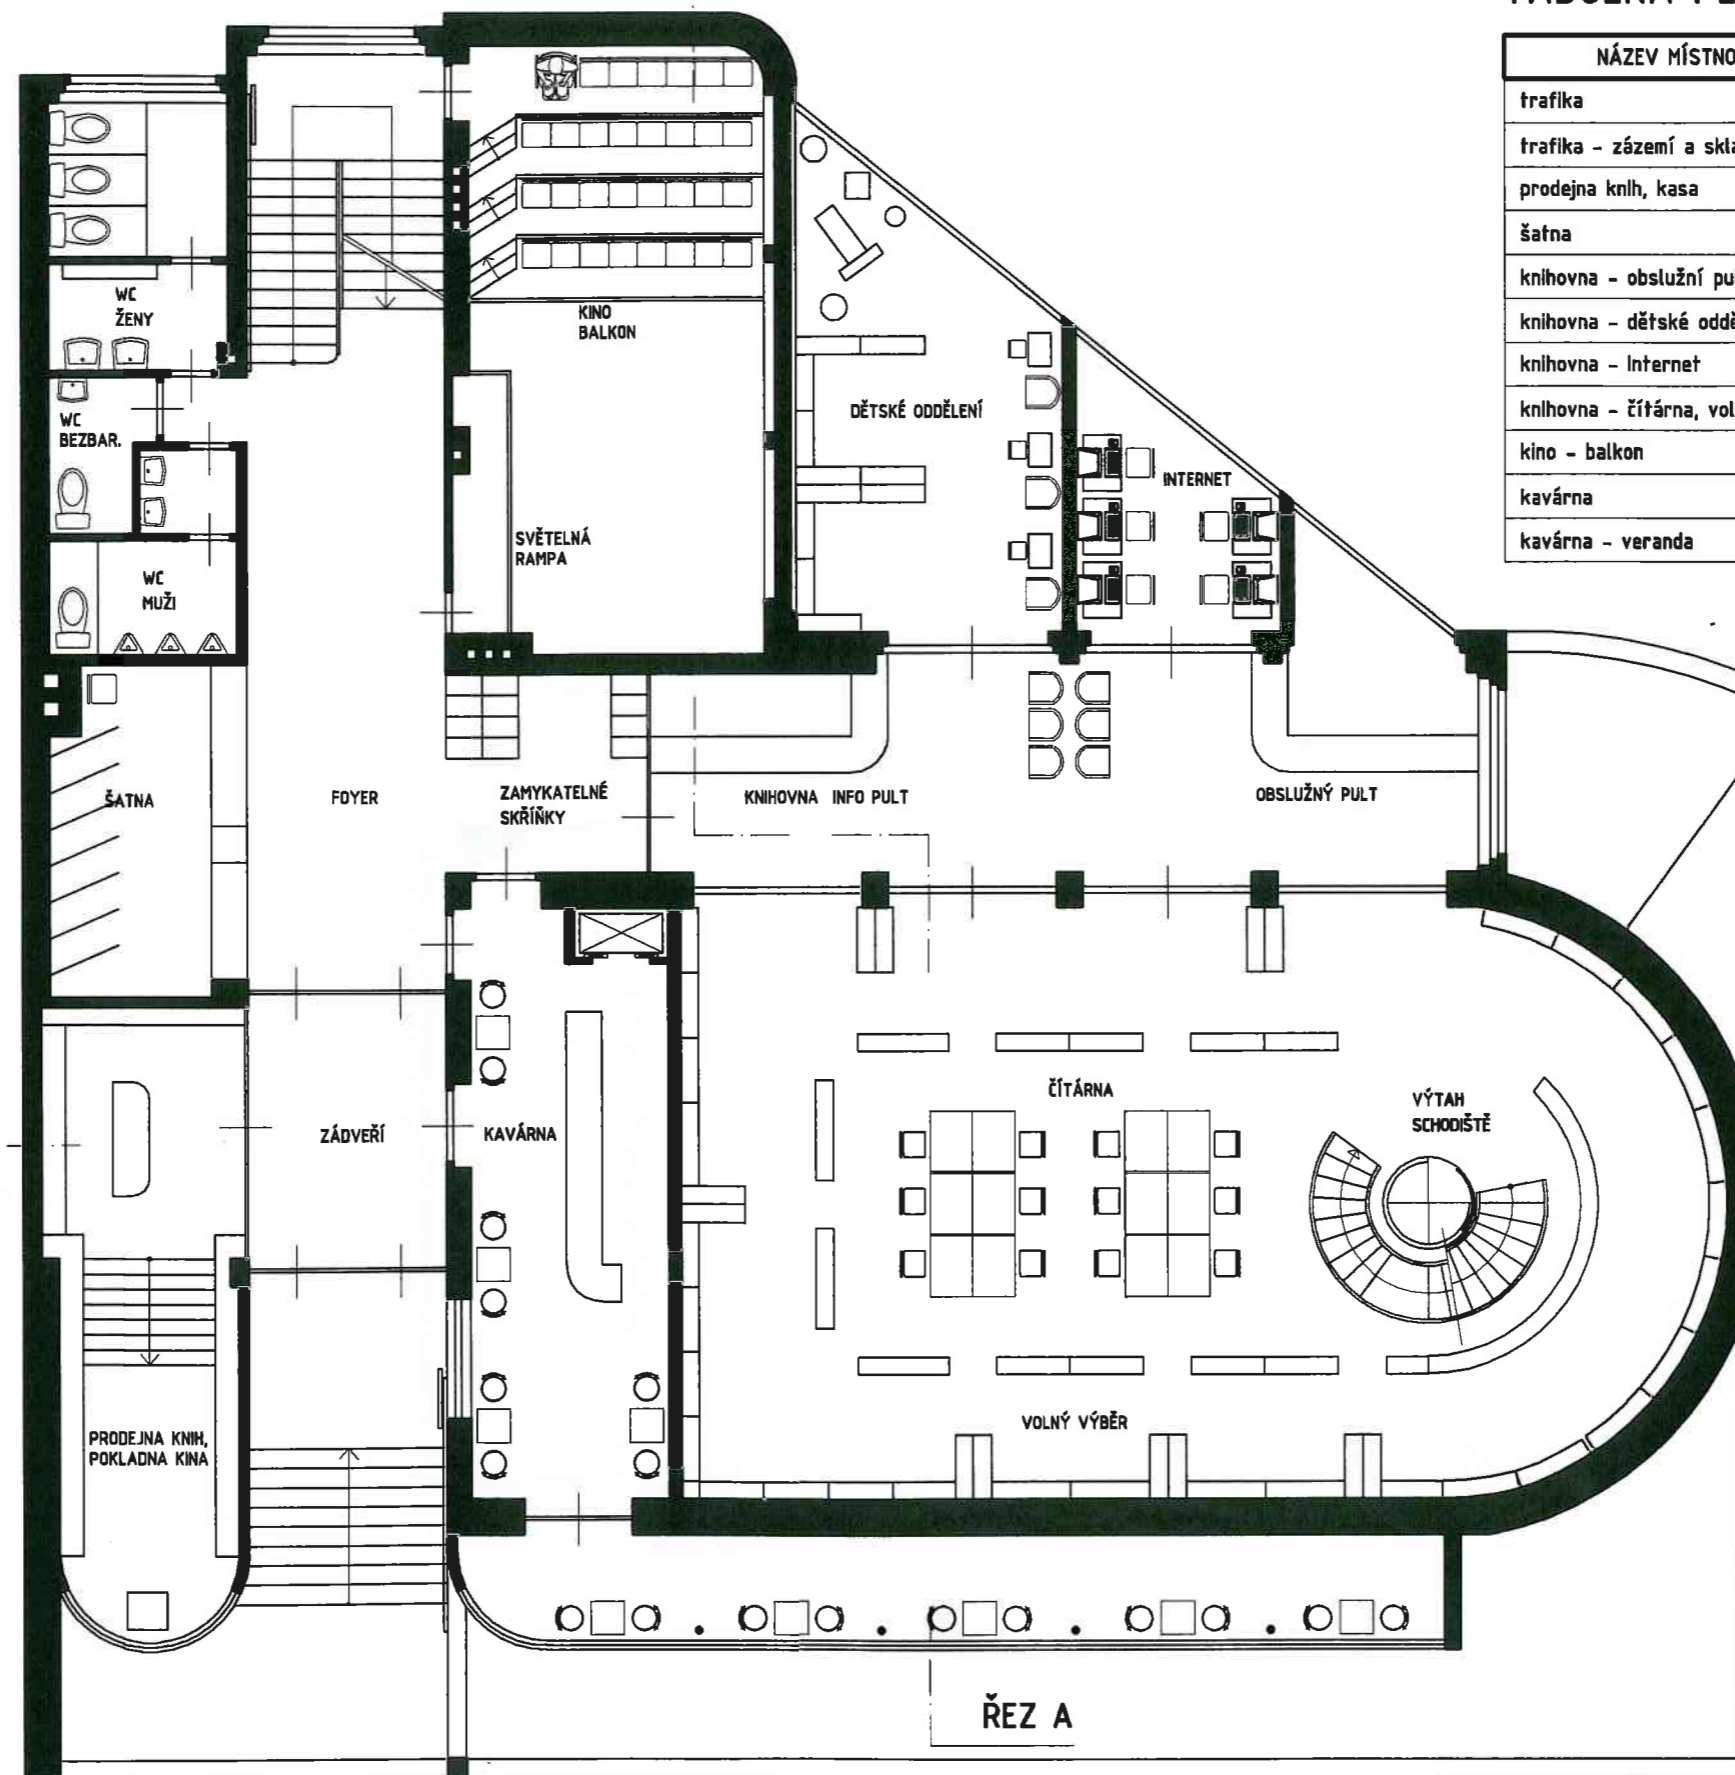 NÁZEV MÍSTNO
trafika
trafika - zázemí a skla
prodejna knih, kasa
šatna
knihovna - obslužní pu
knihovna - dětské oddě
knihovna - Internet
knihovna - čítárna, vol
kino - balkon
kavárna
kavárna - veranda
WC
ŽENY
KINO
BALKON
WC
BEZBAR.
DĚTSKÉ ODDĚLENÍ
INTERNET
SVĚTELNÁ
RAMPA
WC
MUŽI
ŠATNA
FOYER
ZAMYKATELNÉ
SKŘÍŇKY
KNIHOVNA INFO PULT
OBSLUŽNÝ PULT
ČÍTÁRNA
VÝTAH
SCHODIŠTĚ
ZÁDVEŘÍ
KAVÁRNA
VOLNÝ VÝBĚR
PRODEJNA KNIH,
POKLADNA KINA
ŘEZ A